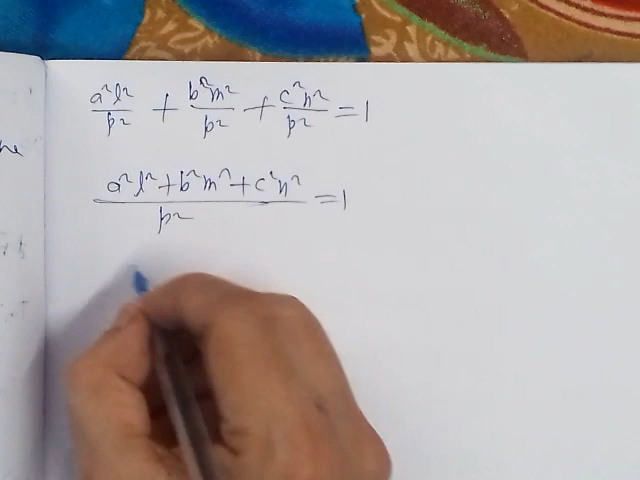 a²l²/p² + b²m²/p² + c²n²/p² = 1
a²l² + b²m² + c²n²/p² = 1